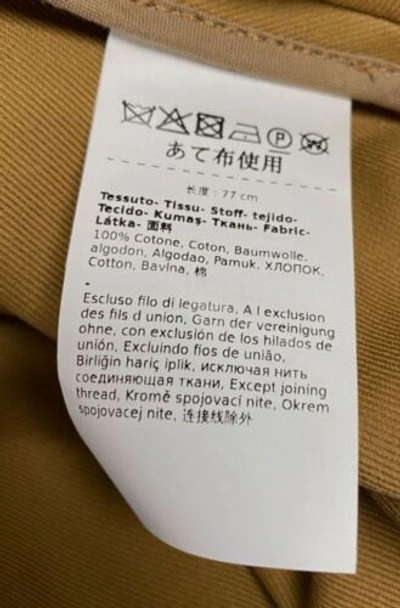 P W
あて布使用
长度：77 cm
Tessuto- Tissu- Stoff- tejido-
Tecido- Kumaş- Ткань- Fabric-
Látka- 面料
100% Cotone, Coton, Baumwolle,
algodon, Algodao, Pamuk, ХЛОПОК,
Cotton, Bavlna, 棉
-
Escluso filo di legatura, A l exclusion
des fils d union, Garn der vereinigung
ohne, con exclusión de los hilados de
unión, Excluindo fios de união,
Birliğin hariç iplik, исключая нить
соединяющая ткани, Except joining
thread, Kromě spojovací nite, Okrem
spojovacej nite, 连接线除外